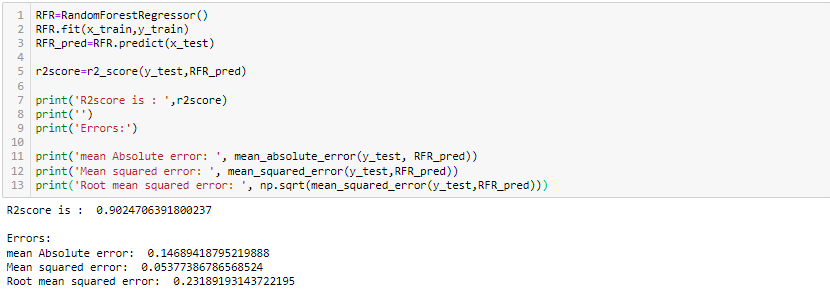 1 RFR=RandomForestRegressor()
2 RFR.fit(x_train,y_train)
3 RFR_pred=RFR.predict(x_test)
4
5 r2score=r2_score(y_test,RFR_pred)
6
7 print('R2score is : ',r2score)
8 print('')
9 print('Errors:')
10
11 print('mean Absolute error: ', mean_absolute_error(y_test, RFR_pred))
12 print('Mean squared error: ', mean_squared_error(y_test,RFR_pred))
13 print('Root mean squared error: ', np.sqrt(mean_squared_error(y_test,RFR_pred)))
R2score is :  0.9024706391800237
Errors:
mean Absolute error:  0.14689418795219888
Mean squared error:  0.05377386786568524
Root mean squared error:  0.23189193143722195